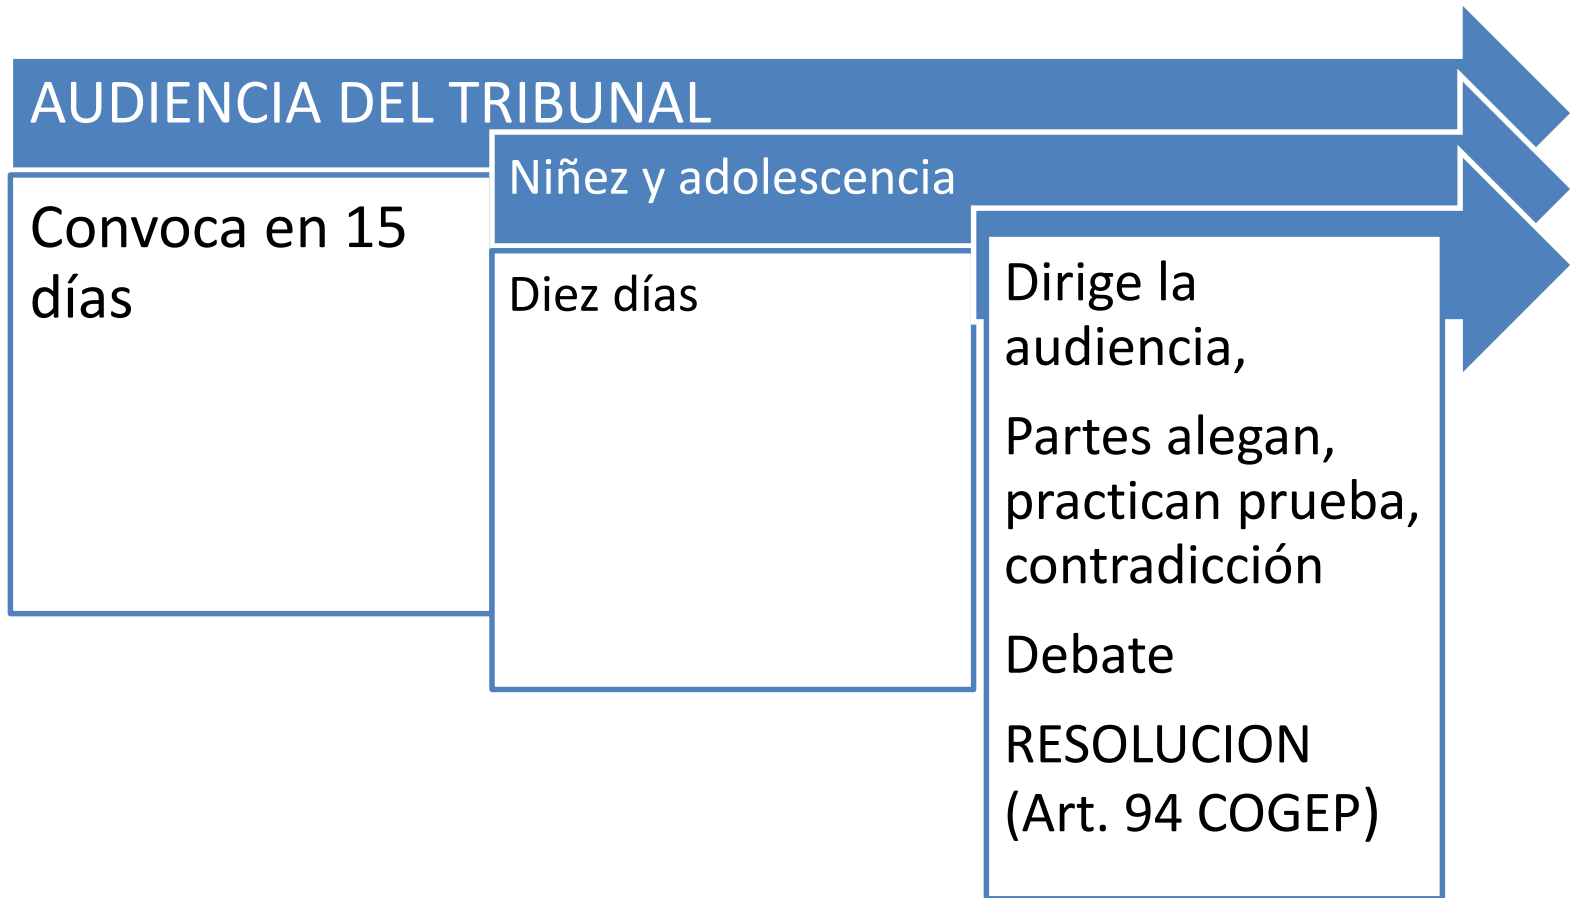 AUDIENCIA DEL TRIBUNAL
Convoca en 15
días
Niñez y adolescencia
Diez días
Dirige la
audiencia,
Partes alegan,
practican prueba,
contradicción
Debate
RESOLUCION
(Art. 94 COGEP)